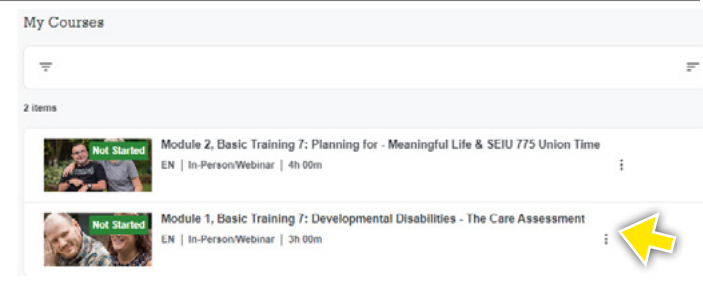 My Courses
2 items
Not Started
Module 2, Basic Training 7: Planning for - Meaningful Life & SEIU 775 Union Time
EN | In-Person/Webinar | 4h 00m
Not Started
Module 1, Basic Training 7: Developmental Disabilities - The Care Assessment
EN | In-Person/Webinar | 3h 00m